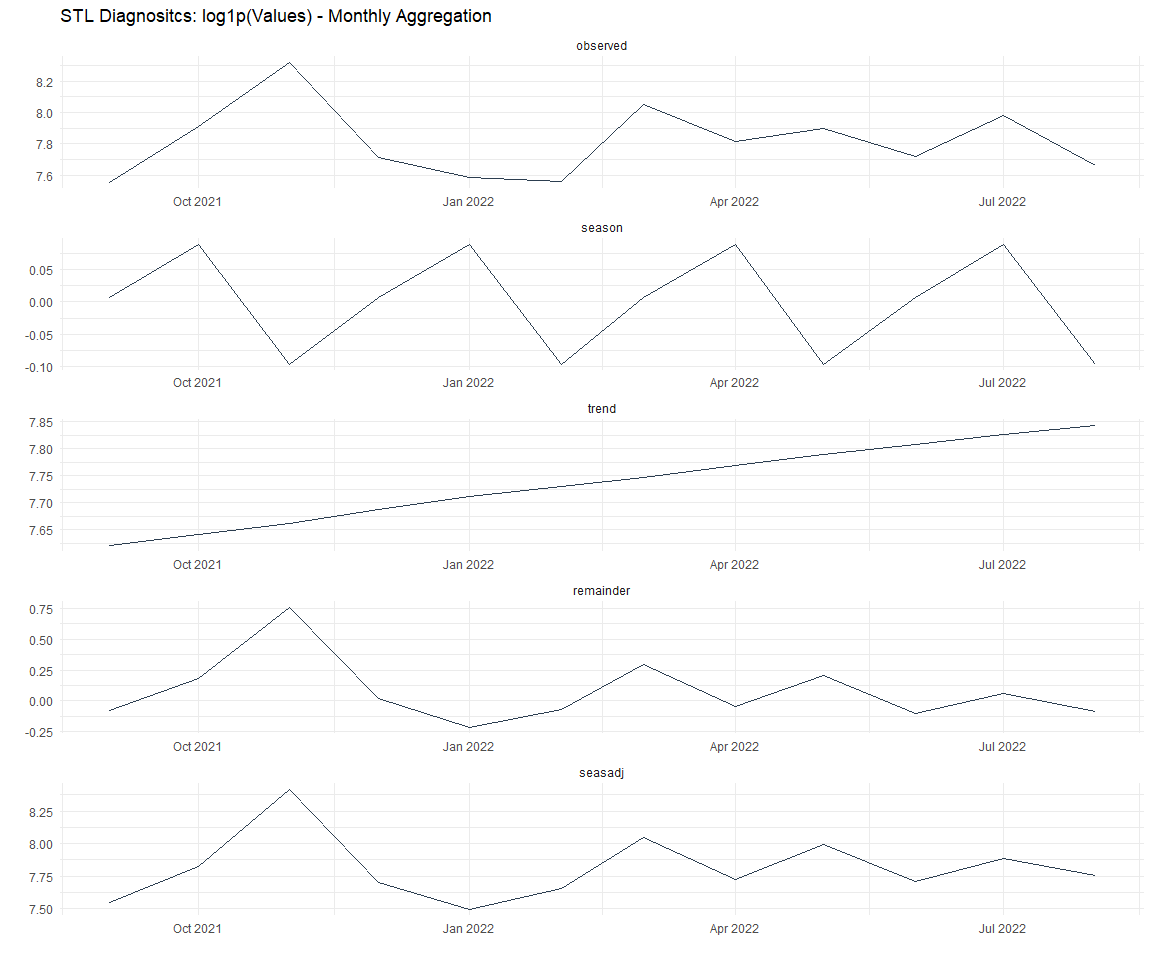 STL Diagnositcs: log1p(Values) - Monthly Aggregation
observed
8.2
8.0
7.8
7.6
Oct 2021 Jan 2022 Apr 2022 Jul 2022
season
0.05
0.00
-0.05
-0.10
Oct 2021 Jan 2022 Apr 2022 Jul 2022
trend
7.85
7.80
7.75
7.70
7.65
Oct 2021 Jan 2022 Apr 2022 Jul 2022
remainder
0.75
0.50
0.25
0.00
-0.25
Oct 2021 Jan 2022 Apr 2022 Jul 2022
seasadj
8.25
8.00
7.75
7.50
Oct 2021 Jan 2022 Apr 2022 Jul 2022